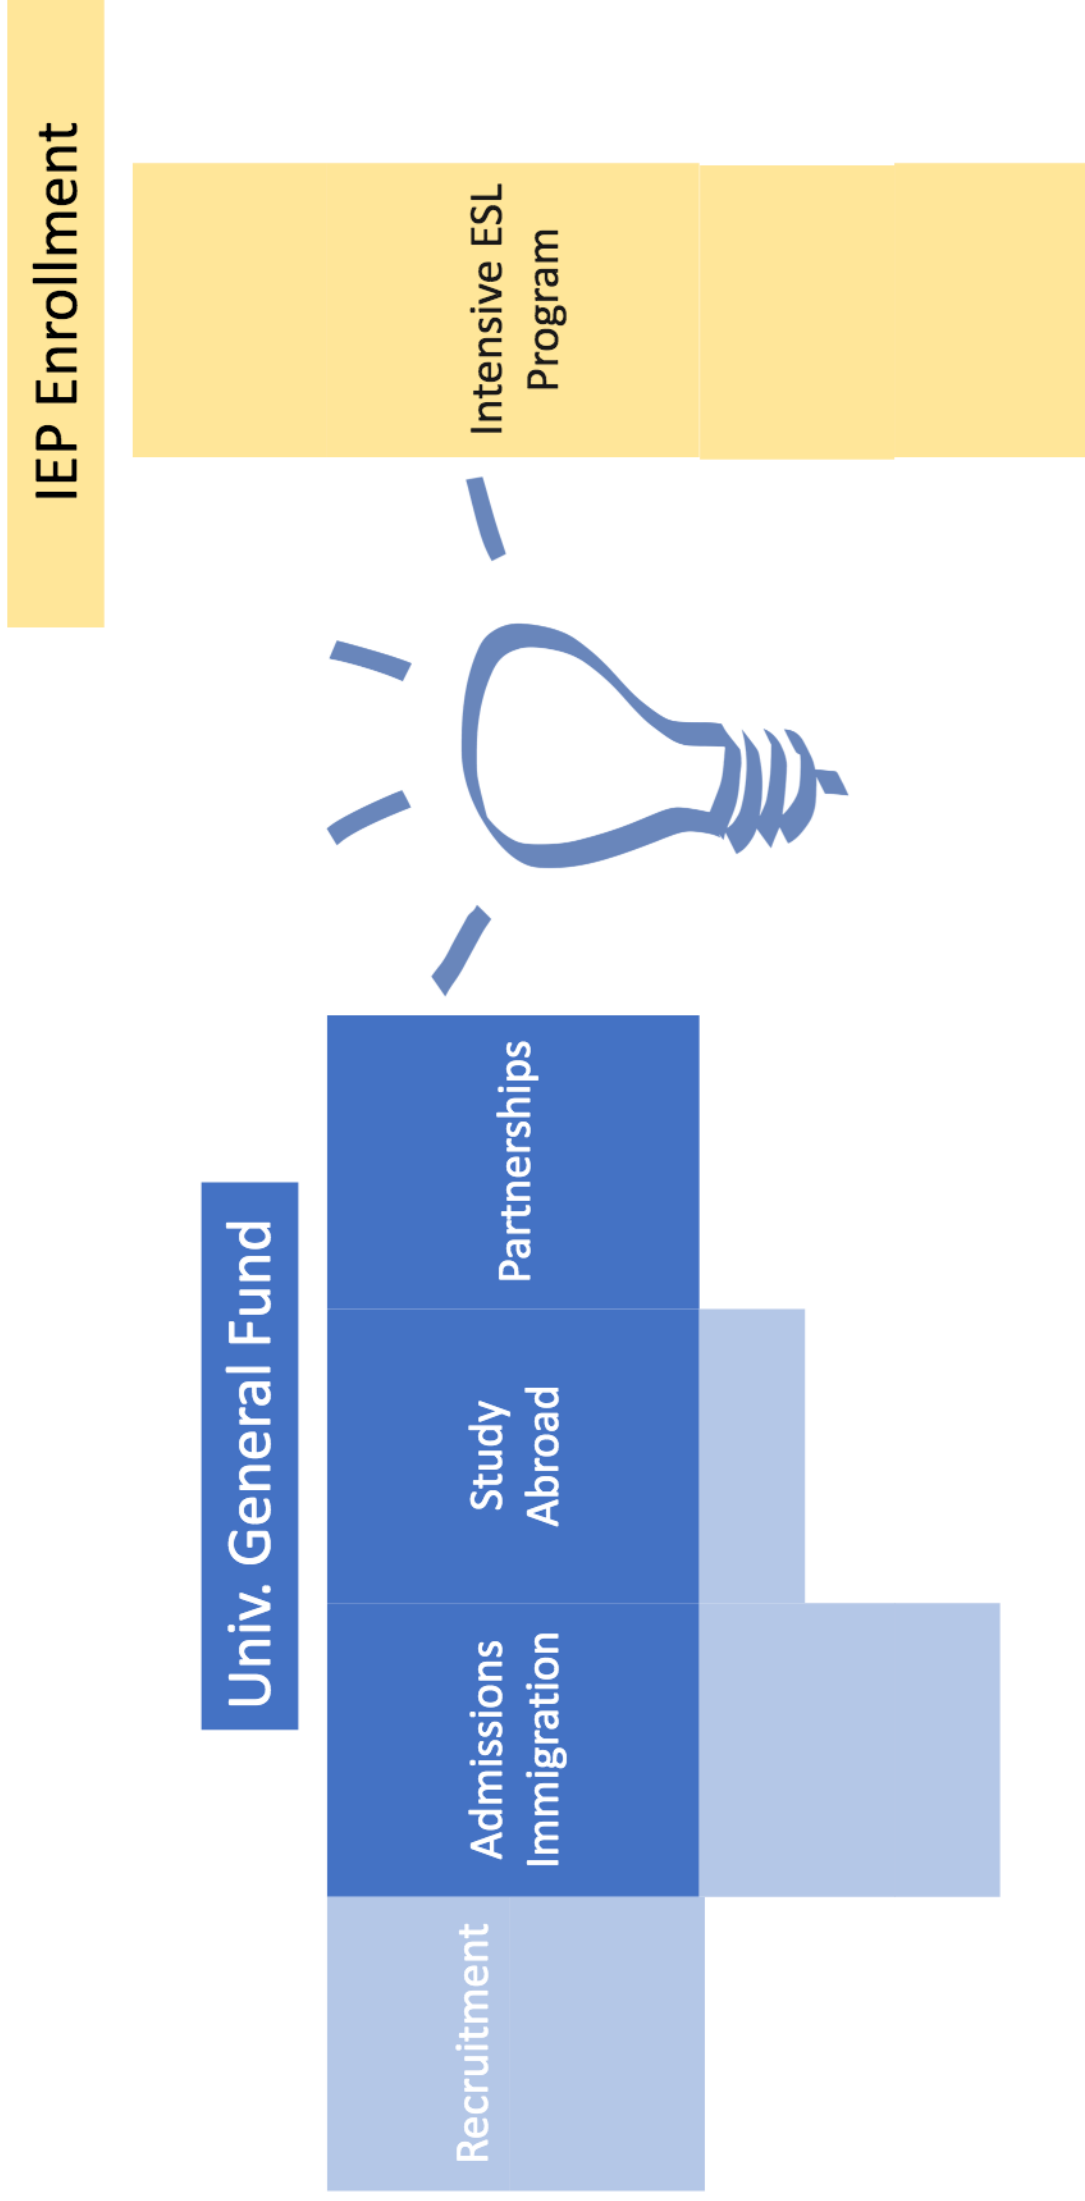 IEP Enrollment
Univ. General Fund
Recruitment
Admissions
Immigration
Study
Abroad
Partnerships
Intensive ESL
Program